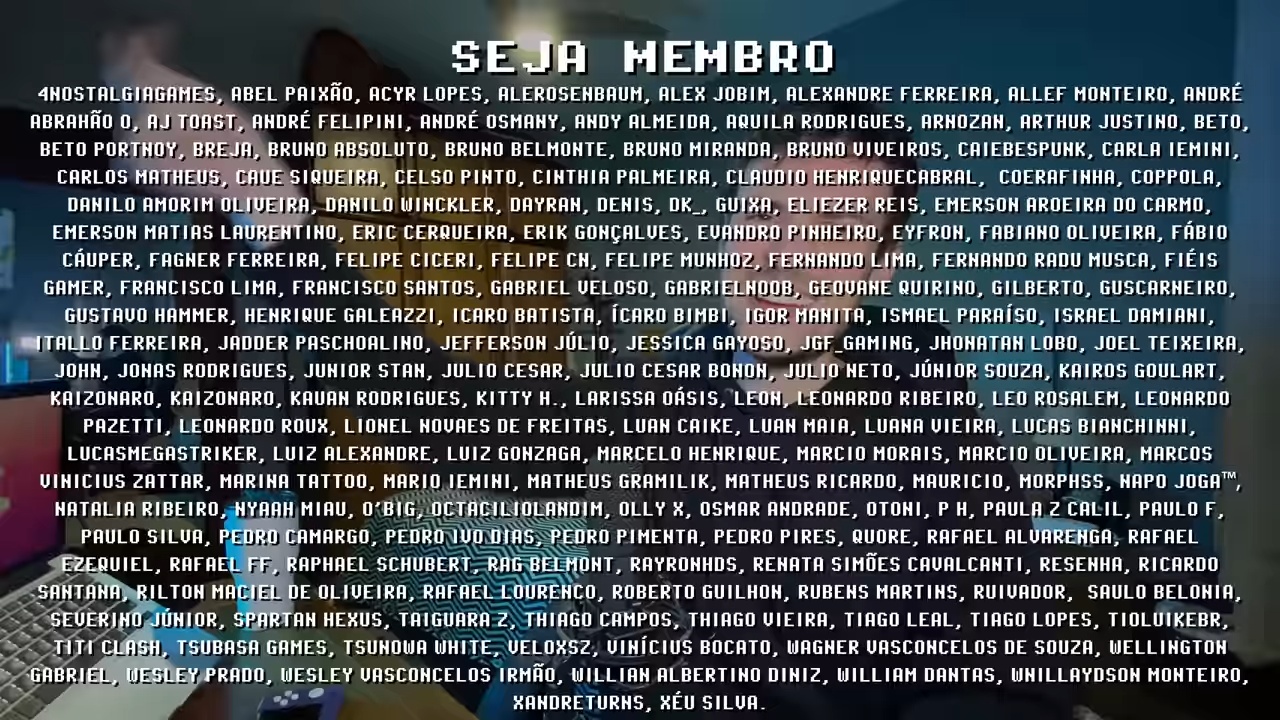 SEJA MEMBRO
4NOSTALGIAGAMES, ABEL PAIXÃO, ACYR LOPES, ALEROSENBAUM, ALEX JOBIM, ALEXANDRE FERREIRA, ALLEF MONTEIRO, ANDRÉ
ABRAHÃO O, AJ TOAST, ANDRÉ FELIPINI, ANDRÉ OSMANY, ANDY ALMEIDA, AQUILA RODRIGUES, ARNOZAN, ARTHUR JUSTINO, BETO,
BETO PORTNOY, BREJA, BRUNO ABSOLUTO, BRUNO BELMONTE, BRUNO MIRANDA, BRUNO VIVEIROS, CAIEBESPUNK, CARLA IEMINI,
CARLOS MATHEUS, CAUE SIQUEIRA, CELSO PINTO, CINTHIA PALMEIRA, CLAUDIO HENRIQUECABRAL,  COERAFINHA, COPPOLA,
DANILO AMORIM OLIVEIRA, DANILO WINCKLER, DAYRAN, DENIS, DK_, GUIXA, ELIEZER REIS, EMERSON AROEIRA DO CARMO,
EMERSON MATIAS LAURENTINO, ERIC CERQUEIRA, ERIK GONÇALVES, EVANDRO PINHEIRO, EYFRON, FABIANO OLIVEIRA, FÁBIO
CÁUPER, FAGNER FERREIRA, FELIPE CICERI, FELIPE CN, FELIPE MUNHOZ, FERNANDO LIMA, FERNANDO RADU MUSCA, FIÉIS
GAMER, FRANCISCO LIMA, FRANCISCO SANTOS, GABRIEL VELOSO, GABRIELNOOB, GEOVANE QUIRINO, GILBERTO, GUSCARNEIRO,
GUSTAVO HAMMER, HENRIQUE GALEAZZI, ICARO BATISTA, ÍCARO BIMBI, IGOR MANITA, ISMAEL PARAÍSO, ISRAEL DAMIANI,
ITALLO FERREIRA, JADDER PASCHOALINO, JEFFERSON JÚLIO, JESSICA GAYOSO, JGF_GAMING, JHONATAN LOBO, JOEL TEIXEIRA,
JOHN, JONAS RODRIGUES, JUNIOR STAN, JULIO CESAR, JULIO CESAR BONON, JULIO NETO, JÚNIOR SOUZA, KAIROS GOULART,
KAIZONARO, KAIZONARO, KAUAN RODRIGUES, KITTY H., LARISSA OÁSIS, LEON, LEONARDO RIBEIRO, LEO ROSALEM, LEONARDO
PAZETTI, LEONARDO ROUX, LIONEL NOVAES DE FREITAS, LUAN CAIKE, LUAN MAIA, LUANA VIEIRA, LUCAS BIANCHINNI,
LUCASMEGASTRIKER, LUIZ ALEXANDRE, LUIZ GONZAGA, MARCELO HENRIQUE, MARCIO MORAIS, MARCIO OLIVEIRA, MARCOS
VINICIUS ZATTAR, MARINA TATTOO, MARIO IEMINI, MATHEUS GRAMILIK, MATHEUS RICARDO, MAURICIO, MORPHSS, NAPO JOGA™,
NATALIA RIBEIRO, NYAAH MIAU, O'BIG, OCTACILIOLANDIM, OLLY X, OSMAR ANDRADE, OTONI, P H, PAULA Z CALIL, PAULO F,
PAULO SILVA, PEDRO CAMARGO, PEDRO IVO DIAS, PEDRO PIMENTA, PEDRO PIRES, QUORE, RAFAEL ALVARENGA, RAFAEL
EZEQUIEL, RAFAEL FF, RAPHAEL SCHUBERT, RAG BELMONT, RAYRONHDS, RENATA SIMÕES CAVALCANTI, RESENHA, RICARDO
SANTANA, RILTON MACIEL DE OLIVEIRA, RAFAEL LOURENCO, ROBERTO GUILHON, RUBENS MARTINS, RUIVADOR,  SAULO BELONIA,
SEVERINO JÚNIOR, SPARTAN HEXUS, TAIGUARA Z, THIAGO CAMPOS, THIAGO VIEIRA, TIAGO LEAL, TIAGO LOPES, TIOLUIKEBR,
TITI CLASH, TSUBASA GAMES, TSUNOWA WHITE, VELOXSZ, VINÍCIUS BOCATO, WAGNER VASCONCELOS DE SOUZA, WELLINGTON
GABRIEL, WESLEY PRADO, WESLEY VASCONCELOS IRMÃO, WILLIAN ALBERTINO DINIZ, WILLIAM DANTAS, WNILLAYDSON MONTEIRO,
XANDRETURNS, XÉU SILVA.